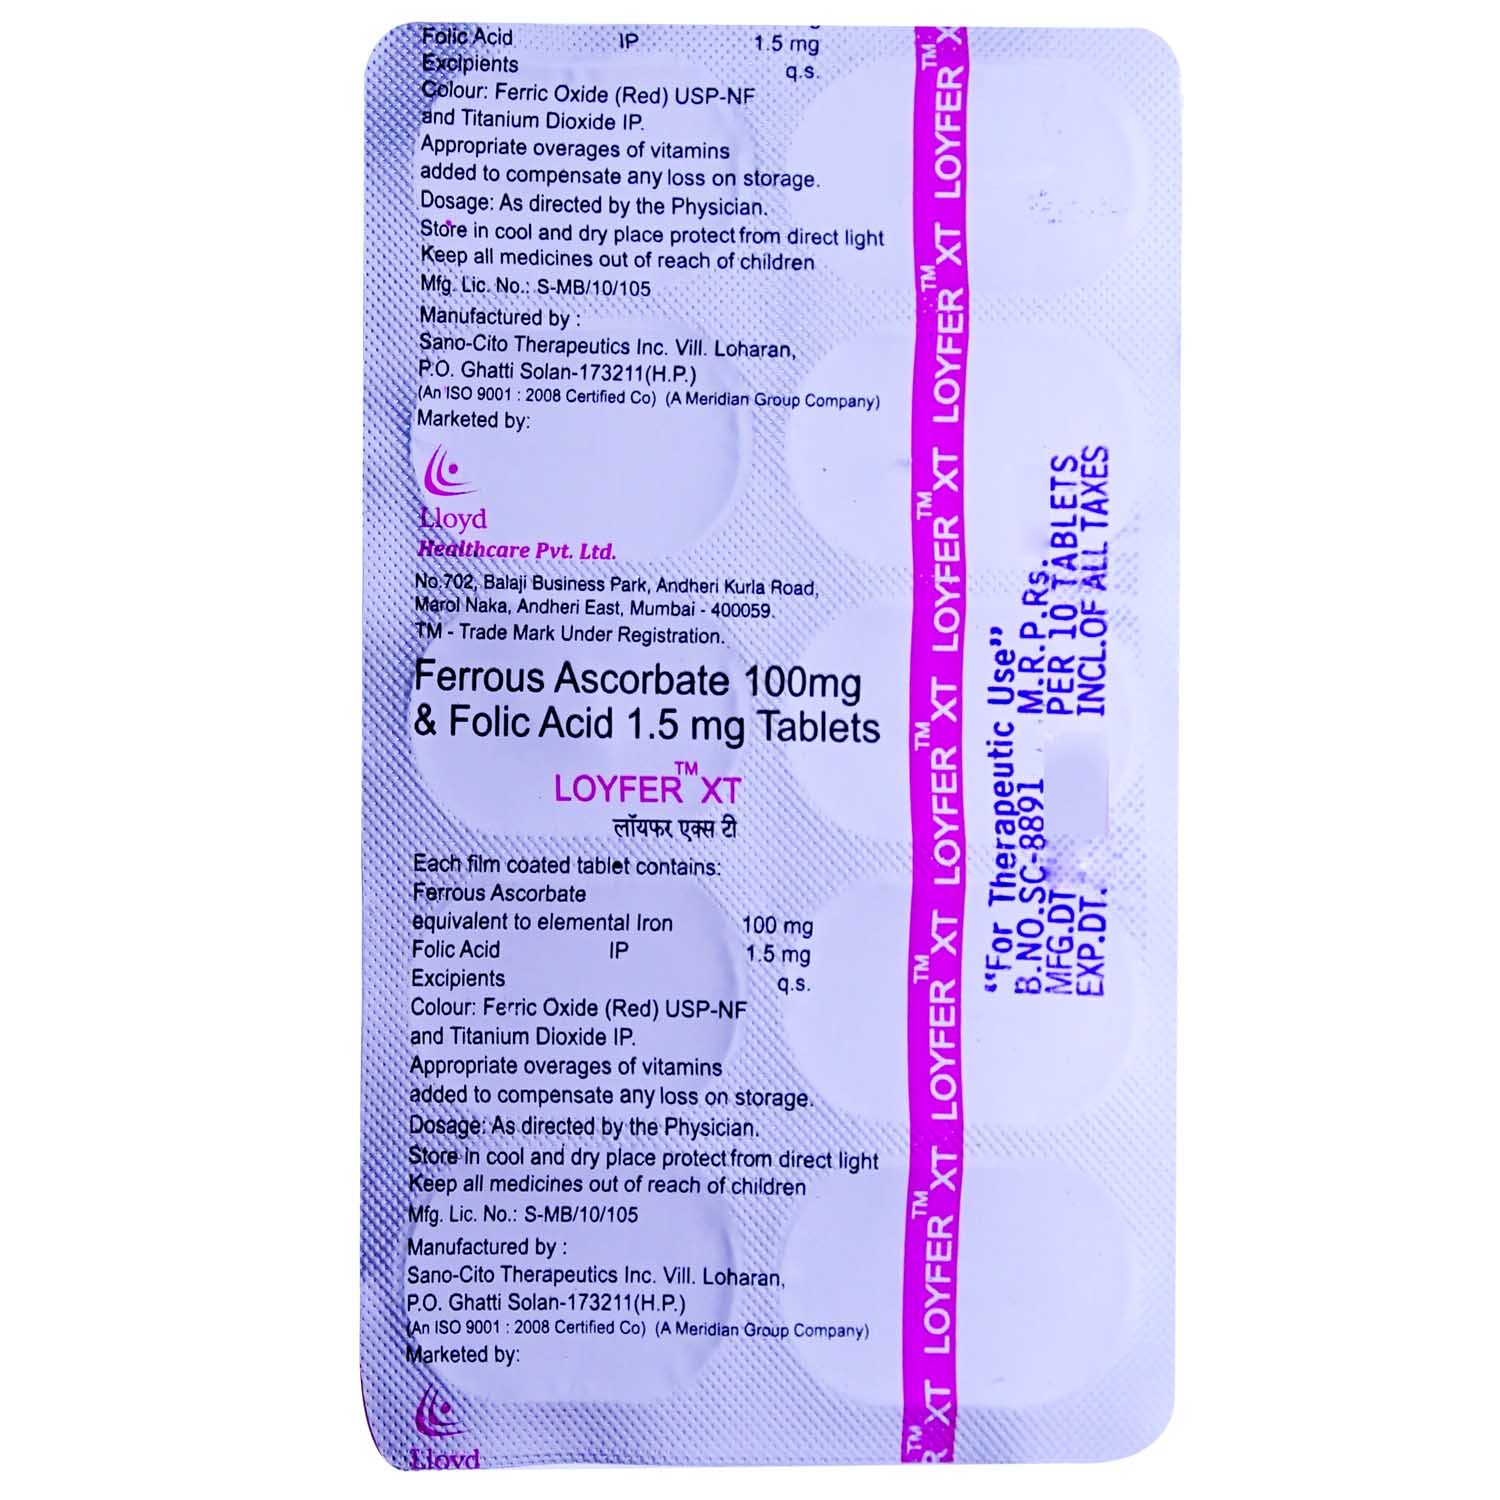 Folic Acid IP 1.5 mg
Excipients q.s.
Colour: Ferric Oxide (Red) USP-NF
and Titanium Dioxide IP.
Appropriate overages of vitamins
added to compensate any loss on storage.
Dosage: As directed by the Physician.
Store in cool and dry place protect from direct light
Keep all medicines out of reach of children
Mfg. Lic. No.: S-MB/10/105
Manufactured by :
Sano-Cito Therapeutics Inc. Vill. Loharan,
P.O. Ghatti Solan-173211(H.P.)
(An ISO 9001 : 2008 Certified Co) (A Meridian Group Company)
Marketed by:
Lloyd
Healthcare Pvt. Ltd.
No.702, Balaji Business Park, Andheri Kurla Road,
Marol Naka, Andheri East, Mumbai - 400059.
TM - Trade Mark Under Registration.
Ferrous Ascorbate 100mg
& Folic Acid 1.5 mg Tablets
LOYFER™ XT
लॉयफर एक्स टी
Each film coated tablet contains:
Ferrous Ascorbate
equivalent to elemental Iron 100 mg
Folic Acid IP 1.5 mg
Excipients q.s.
Colour: Ferric Oxide (Red) USP-NF
and Titanium Dioxide IP.
Appropriate overages of vitamins
added to compensate any loss on storage.
Dosage: As directed by the Physician.
Store in cool and dry place protect from direct light
Keep all medicines out of reach of children
Mfg. Lic. No.: S-MB/10/105
Manufactured by :
Sano-Cito Therapeutics Inc. Vill. Loharan,
P.O. Ghatti Solan-173211(H.P.)
(An ISO 9001 : 2008 Certified Co) (A Meridian Group Company)
Marketed by:
Lloyd
R™ XT LOYFER™ XT LOYFER™ XT LOYFER™ XT LOYFER™ XT LOYFER™ XT LOYFER™ X
"For Therapeutic Use"
B.NO.SC-8891 M.R.P.Rs.
MFG.DT PER 10 TABLETS
EXP.DT. INCL.OF ALL TAXES